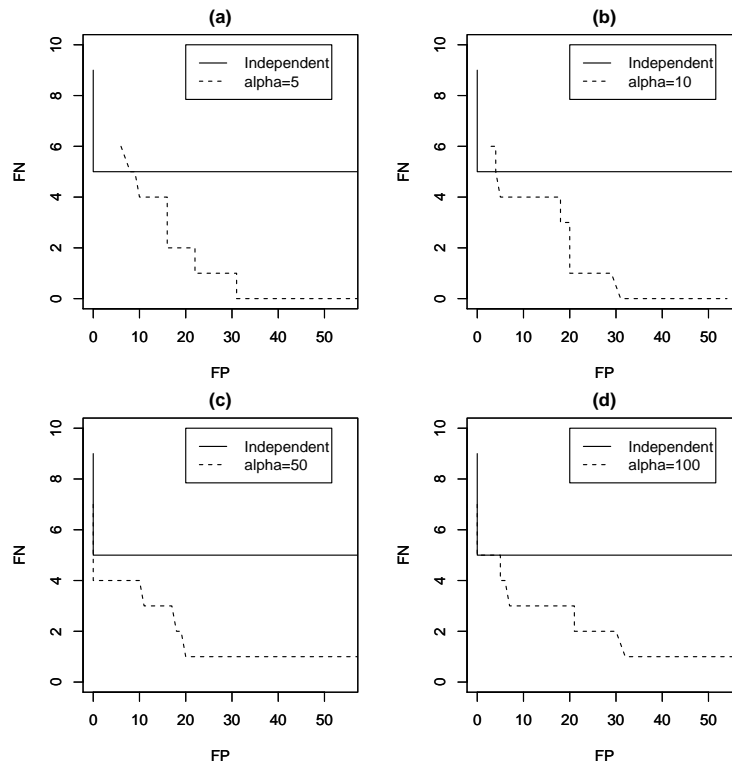 (a)
Independent
alpha=5
FN
0 2 4 6 8 10
0 10 20 30 40 50
FP
(b)
Independent
alpha=10
FN
0 2 4 6 8 10
0 10 20 30 40 50
FP
(c)
Independent
alpha=50
FN
0 2 4 6 8 10
0 10 20 30 40 50
FP
(d)
Independent
alpha=100
FN
0 2 4 6 8 10
0 10 20 30 40 50
FP